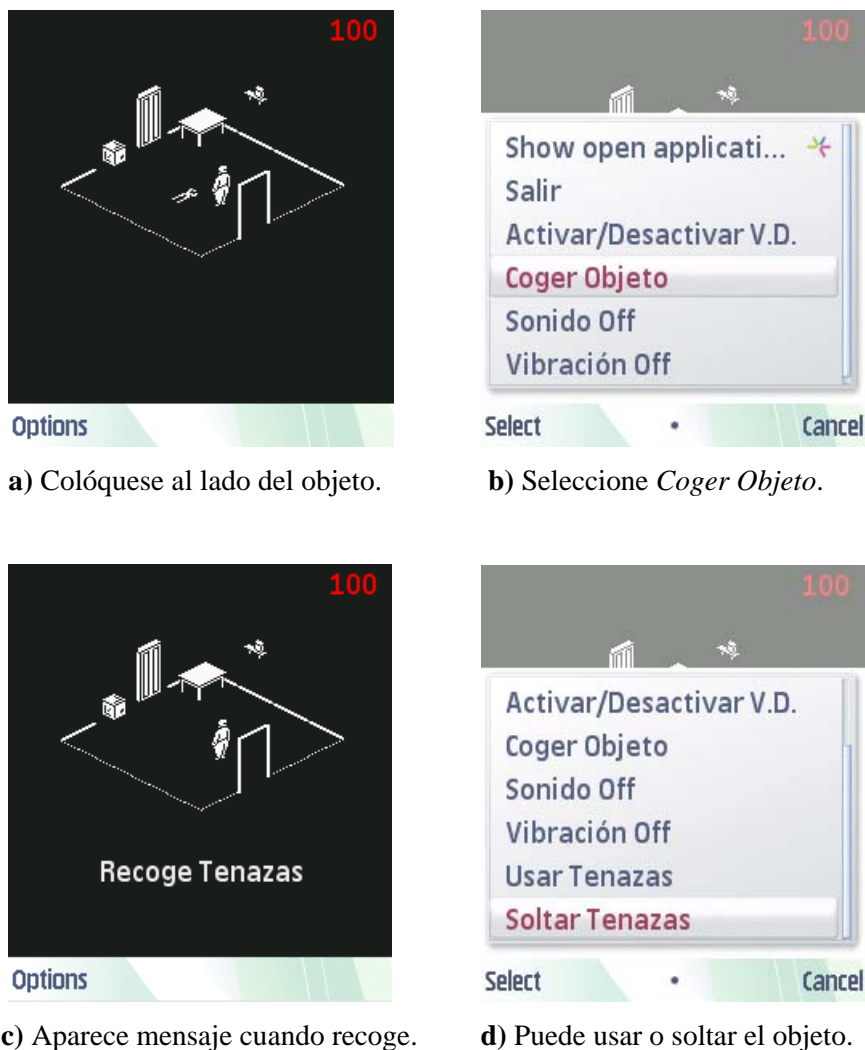 100
Options
a) Colóquese al lado del objeto.
100
Show open applicati...
Salir
Activar/Desactivar V.D.
Coger Objeto
Sonido Off
Vibración Off
Select
Cancel
b) Seleccione Coger Objeto.
100
Recoge Tenazas
Options
c) Aparece mensaje cuando recoge.
100
Activar/Desactivar V.D.
Coger Objeto
Sonido Off
Vibración Off
Usar Tenazas
Soltar Tenazas
Select
Cancel
d) Puede usar o soltar el objeto.